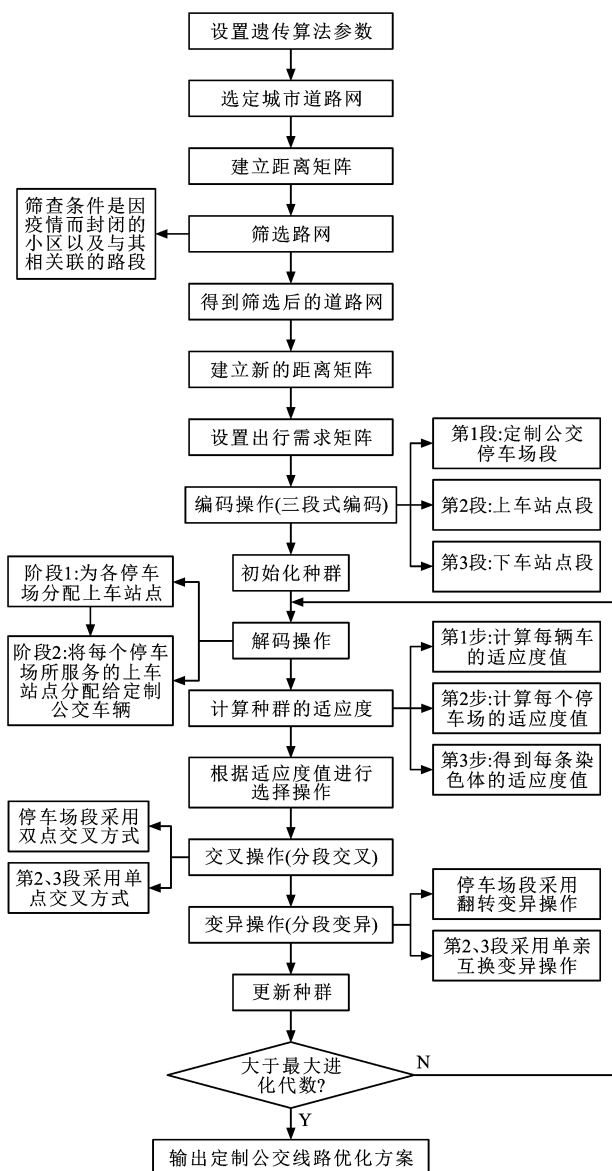 设置遗传算法参数
选定城市道路网
建立距离矩阵
筛查条件是因
疫情而封闭的
小区以及与其
相关联的路段
筛选路网
得到筛选后的道路网
建立新的距离矩阵
设置出行需求矩阵
第1段:定制公交
停车场段
编码操作(三段式编码)
第2段:上车站点段
第3段:下车站点段
初始化种群
阶段1:为各停车
场分配上车站点
解码操作
阶段2:将每个停车
场所服务的上车
站点分配给定制
公交车辆
第1步:计算每辆车
的适应度值
计算种群的适应度
第2步:计算每个停
车场的适应度值
第3步:得到每条染
色体的适应度值
根据适应度值进行
选择操作
停车场段采用
双点交叉方式
交叉操作(分段交叉)
第2、3段采用单
点交叉方式
停车场段采用
翻转变异操作
变异操作(分段变异)
第2、3段采用单亲
互换变异操作
更新种群
大于最大进
化代数?
N
Y
输出定制公交线路优化方案